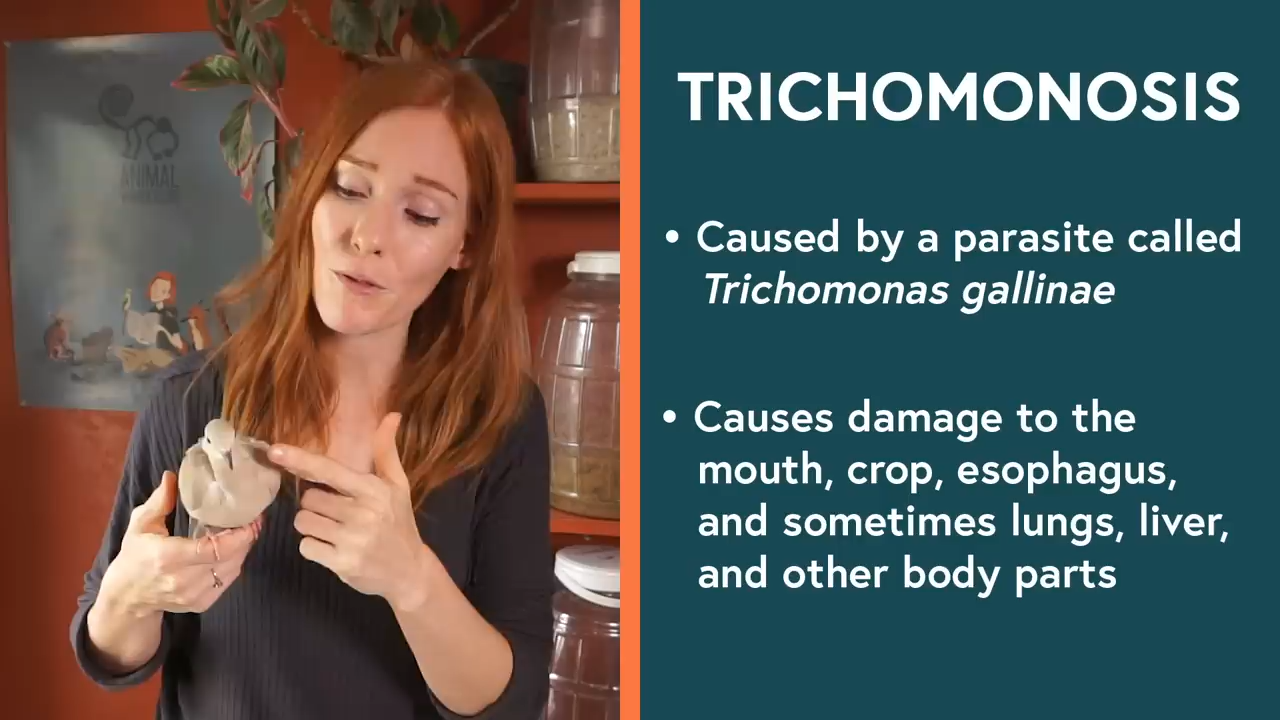 ANIMAL
TRICHOMONOSIS
• Caused by a parasite called
Trichomonas gallinae
• Causes damage to the
mouth, crop, esophagus,
and sometimes lungs, liver,
and other body parts